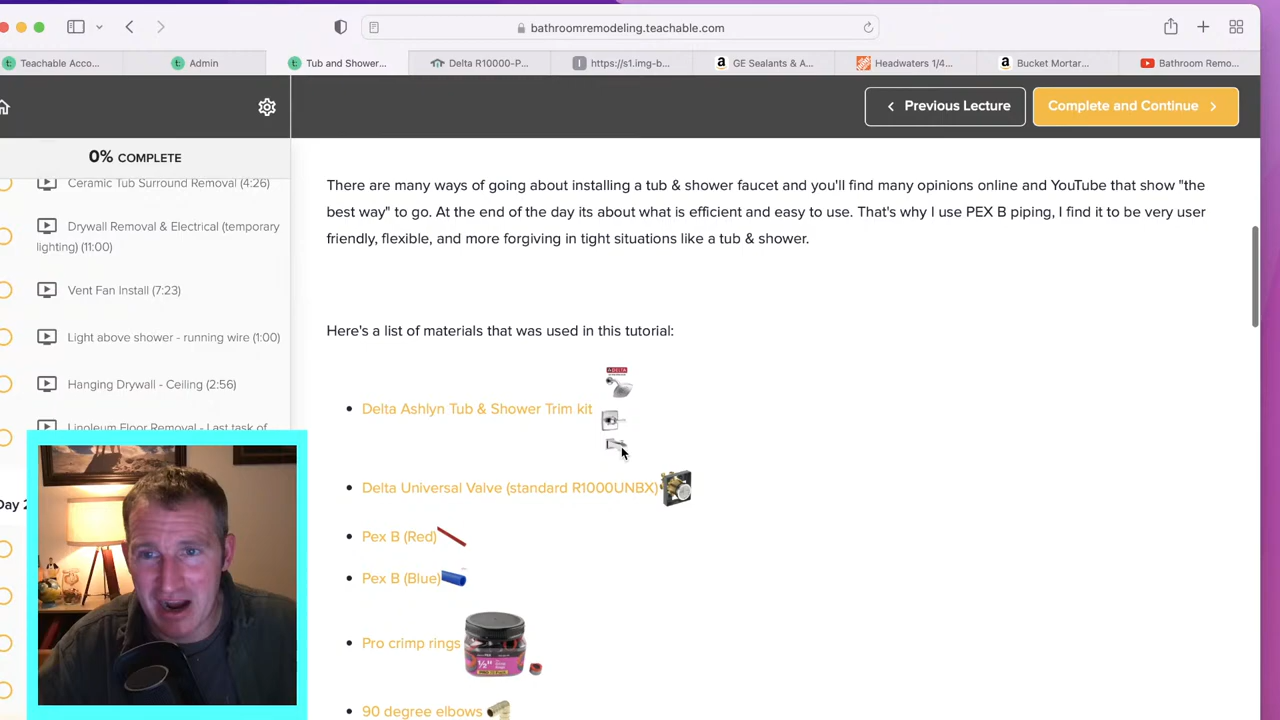 bathroomremodeling.teachable.com
Teachable Acco...
Admin
Tub and Shower...
Delta R10000-P...
https://s1.img-b...
GE Sealants & A...
Headwaters 1/4...
Bucket Mortar...
Bathroom Remo...
Previous Lecture
Complete and Continue
0% COMPLETE
Ceramic Tub Surround Removal (4:26)
Drywall Removal & Electrical (temporary
lighting) (11:00)
Vent Fan Install (7:23)
Light above shower - running wire (1:00)
Hanging Drywall - Ceiling (2:56)
Linoleum Floor Removal - Last task of
Day 2
There are many ways of going about installing a tub & shower faucet and you'll find many opinions online and YouTube that show "the
best way" to go. At the end of the day its about what is efficient and easy to use. That's why I use PEX B piping, I find it to be very user
friendly, flexible, and more forgiving in tight situations like a tub & shower.
Here's a list of materials that was used in this tutorial:
DELTA
Delta Ashlyn Tub & Shower Trim kit
Delta Universal Valve (standard R1000UNBX)
Pex B (Red)
Pex B (Blue)
Pro crimp rings
1/2"
90 degree elbows